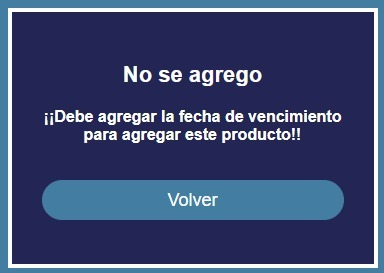 No se agrego
¡¡Debe agregar la fecha de vencimiento
para agregar este producto!!
Volver